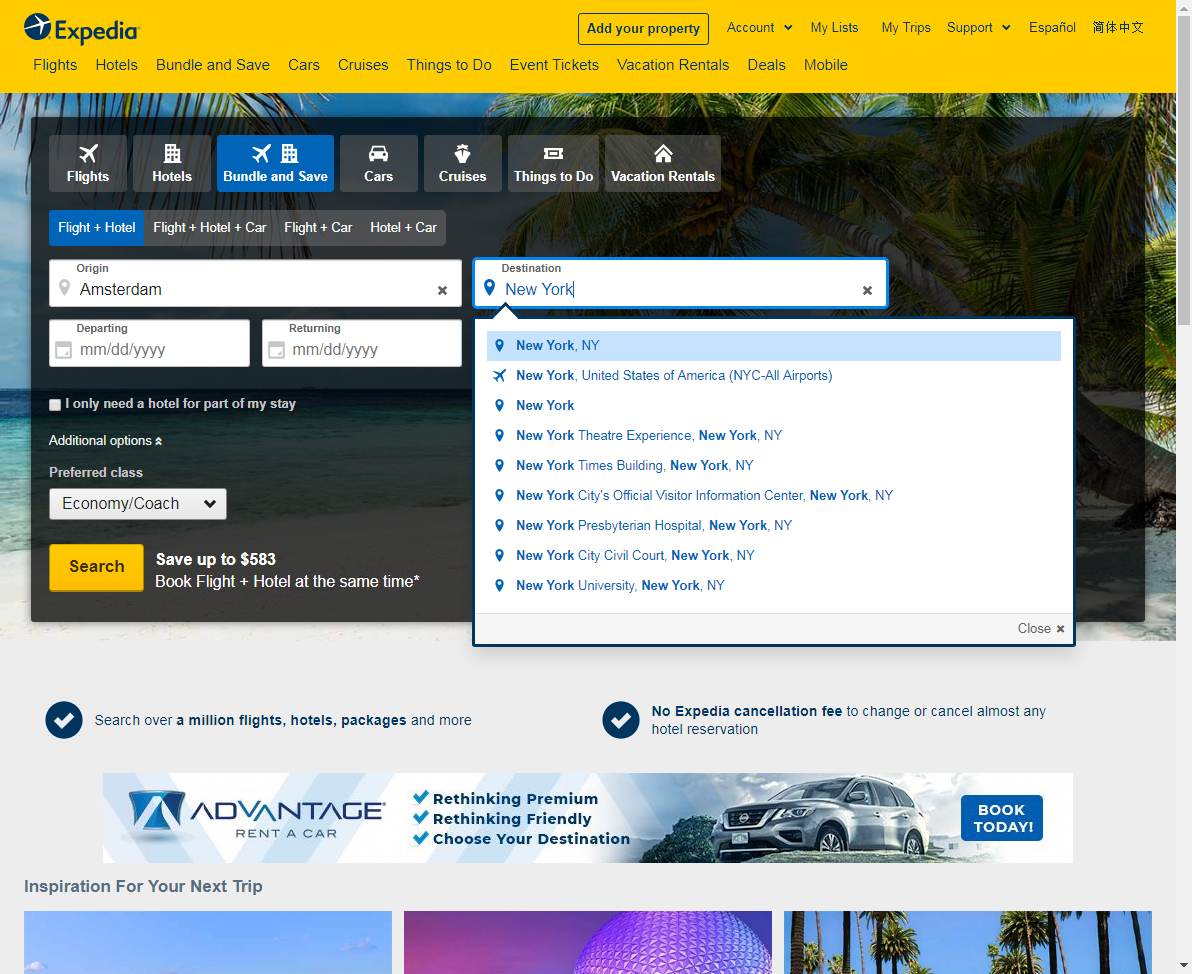 Expedia
Add your property
Account
My Lists
My Trips
Support
Español
简体中文
Flights
Hotels
Bundle and Save
Cars
Cruises
Things to Do
Event Tickets
Vacation Rentals
Deals
Mobile
Flights
Hotels
Bundle and Save
Cars
Cruises
Things to Do
Vacation Rentals
Flight + Hotel
Flight + Hotel + Car
Flight + Car
Hotel + Car
Origin
Amsterdam
Destination
New York
Departing
mm/dd/yyyy
Returning
mm/dd/yyyy
New York, NY
New York, United States of America (NYC-All Airports)
New York
New York Theatre Experience, New York, NY
New York Times Building, New York, NY
New York City's Official Visitor Information Center, New York, NY
New York Presbyterian Hospital, New York, NY
New York City Civil Court, New York, NY
New York University, New York, NY
Close
I only need a hotel for part of my stay
Additional options
Preferred class
Economy/Coach
Search
Save up to $583
Book Flight + Hotel at the same time*
Search over a million flights, hotels, packages and more
No Expedia cancellation fee to change or cancel almost any
hotel reservation
ADVANTAGE
RENT A CAR
Rethinking Premium
Rethinking Friendly
Choose Your Destination
BOOK
TODAY!
Inspiration For Your Next Trip